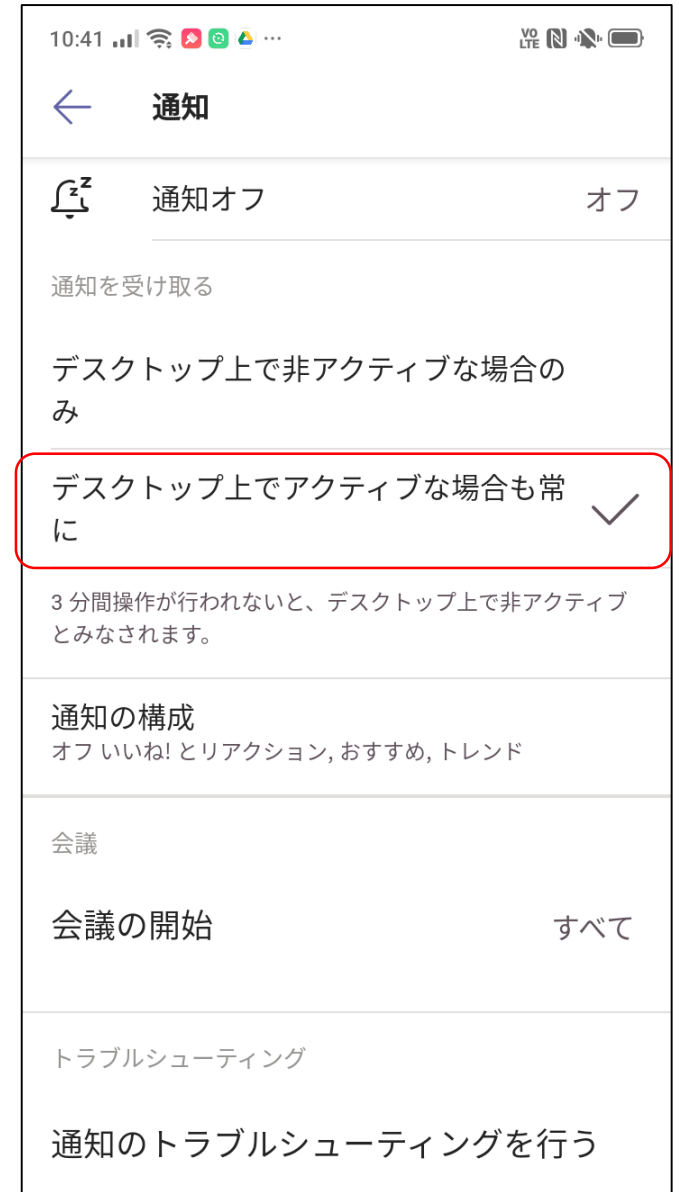 10:41
VO LTE
通知
z z
通知オフ オフ
通知を受け取る
デスクトップ上で非アクティブな場合の
み
デスクトップ上でアクティブな場合も常
に
3 分間操作が行われないと、デスクトップ上で非アクティブ
とみなされます。
通知の構成
オフ いいね! とリアクション, おすすめ, トレンド
会議
会議の開始 すべて
トラブルシューティング
通知のトラブルシューティングを行う